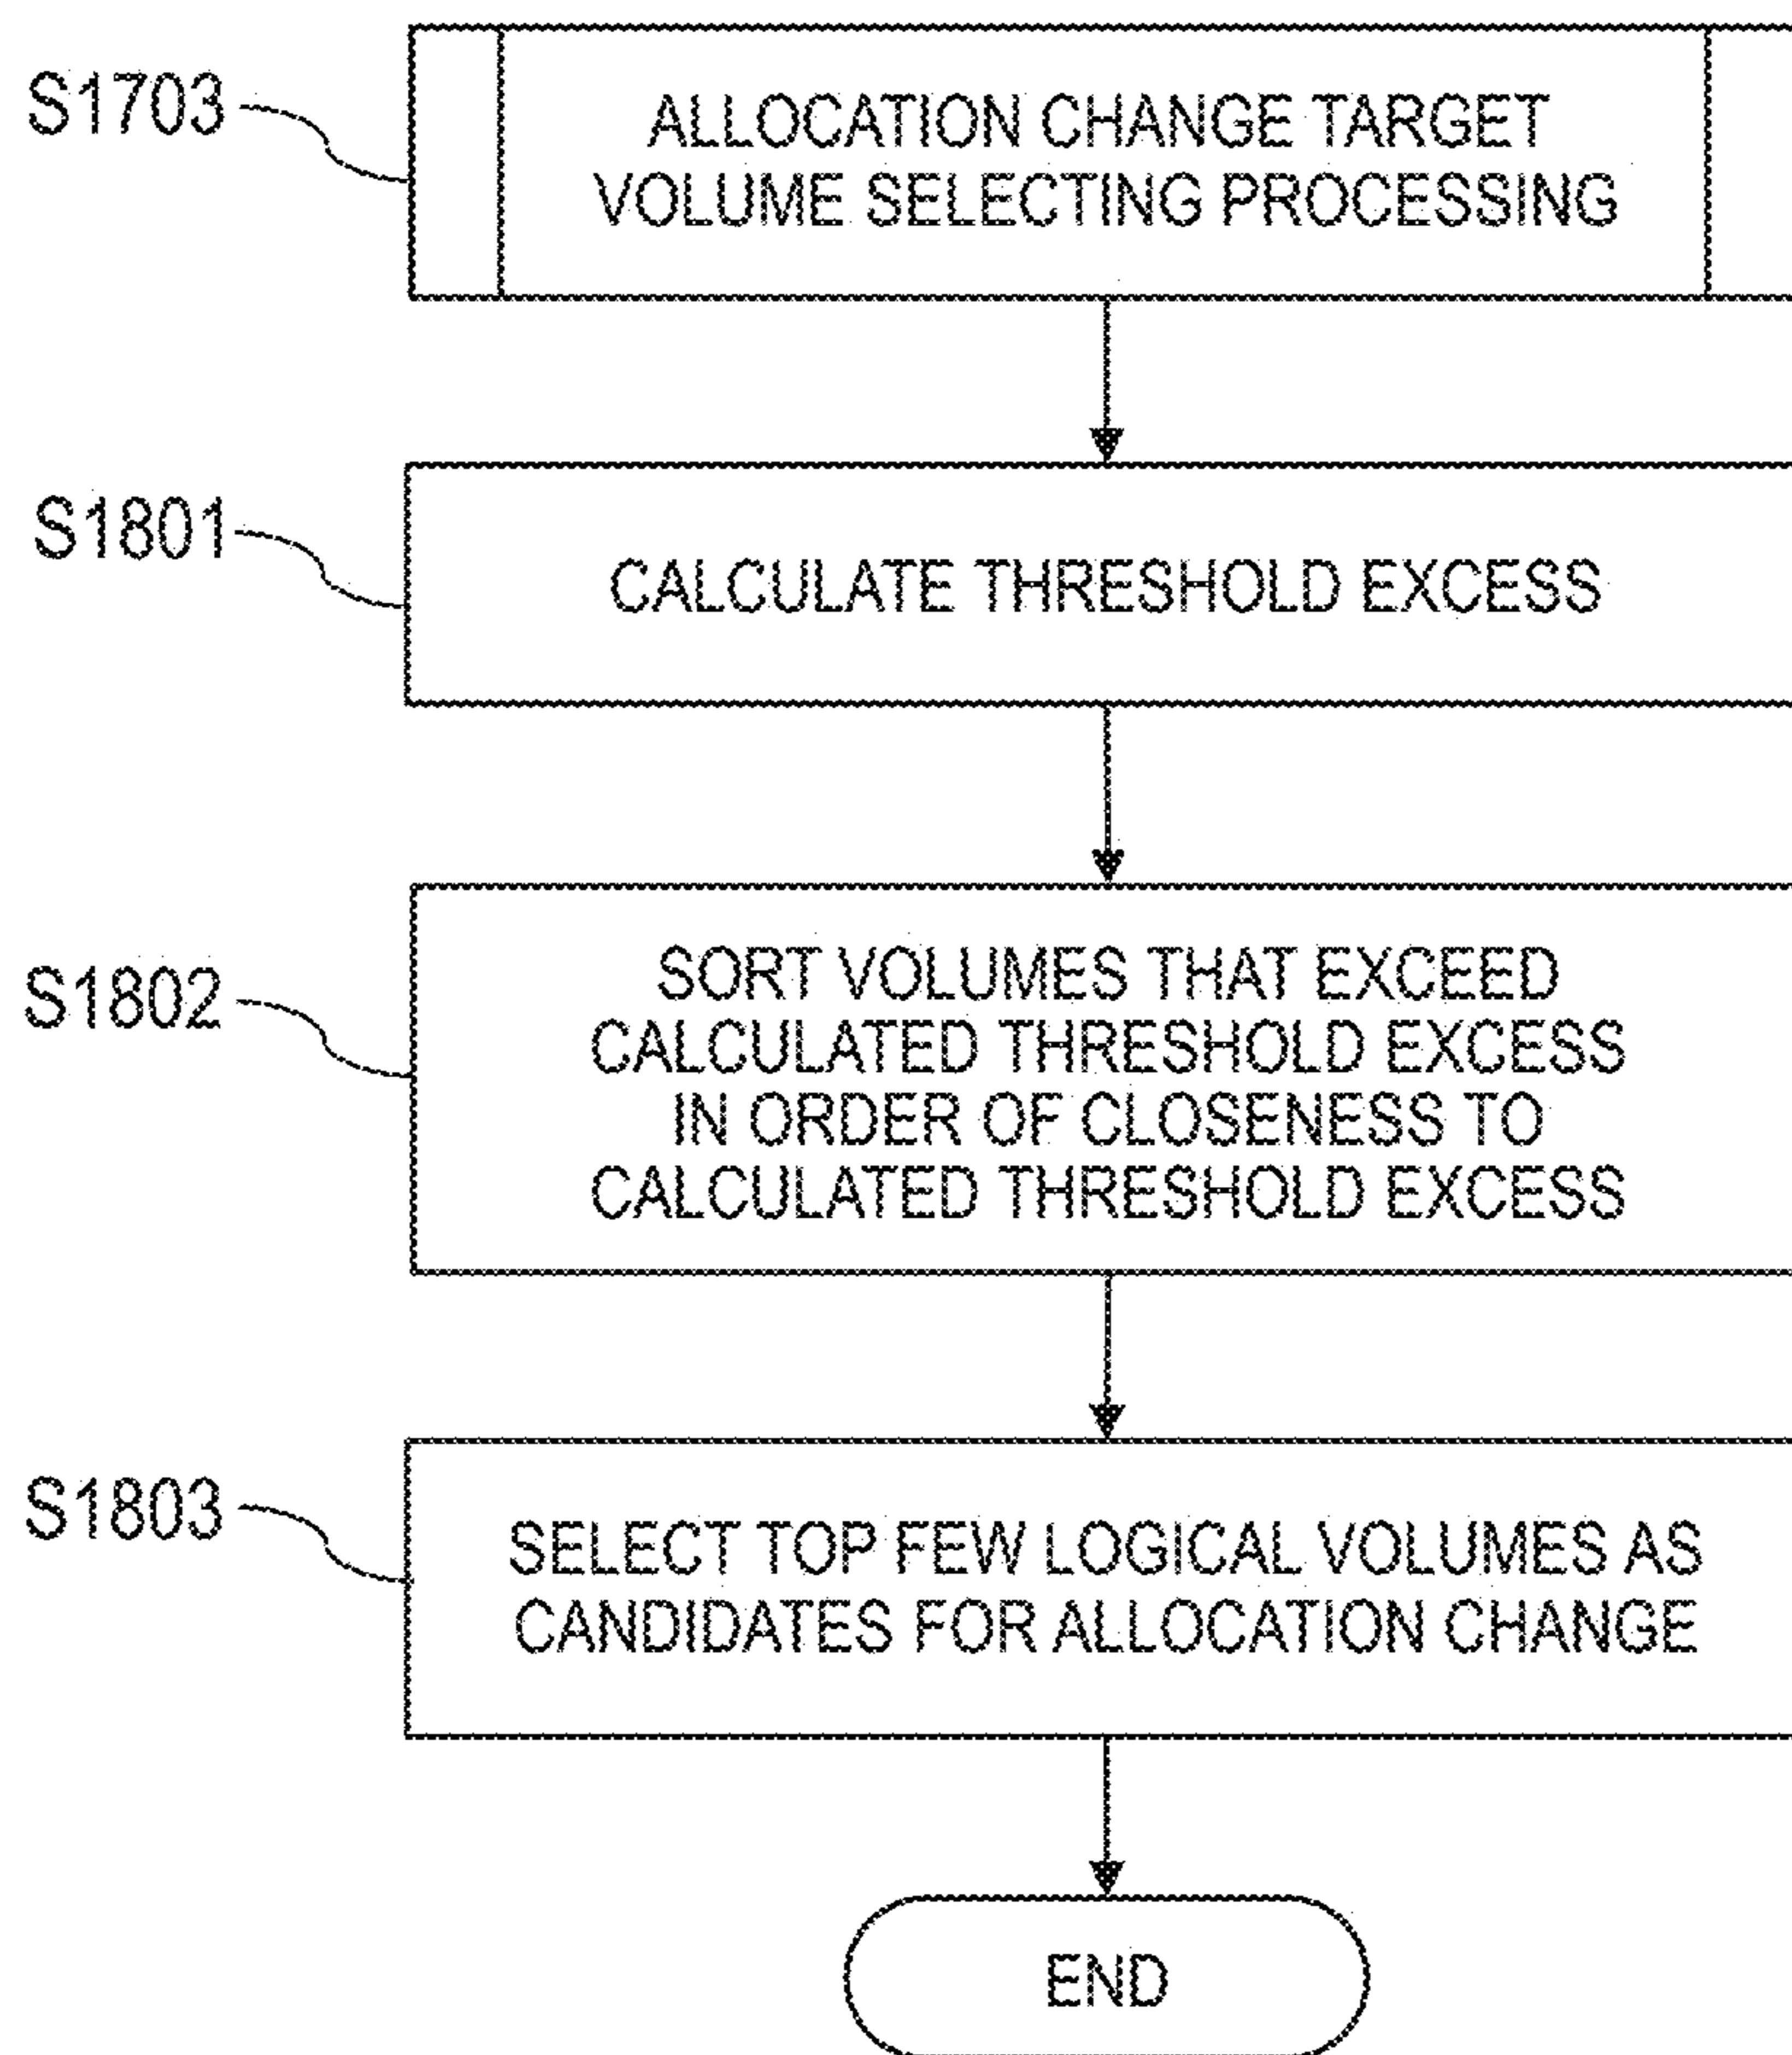 S1703
ALLOCATION CHANGE TARGET
VOLUME SELECTING PROCESSING
S1801
CALCULATE THRESHOLD EXCESS
S1802
SORT VOLUMES THAT EXCEED
CALCULATED THRESHOLD EXCESS
IN ORDER OF CLOSENESS TO
CALCULATED THRESHOLD EXCESS
S1803
SELECT TOP FEW LOGICAL VOLUMES AS
CANDIDATES FOR ALLOCATION CHANGE
END